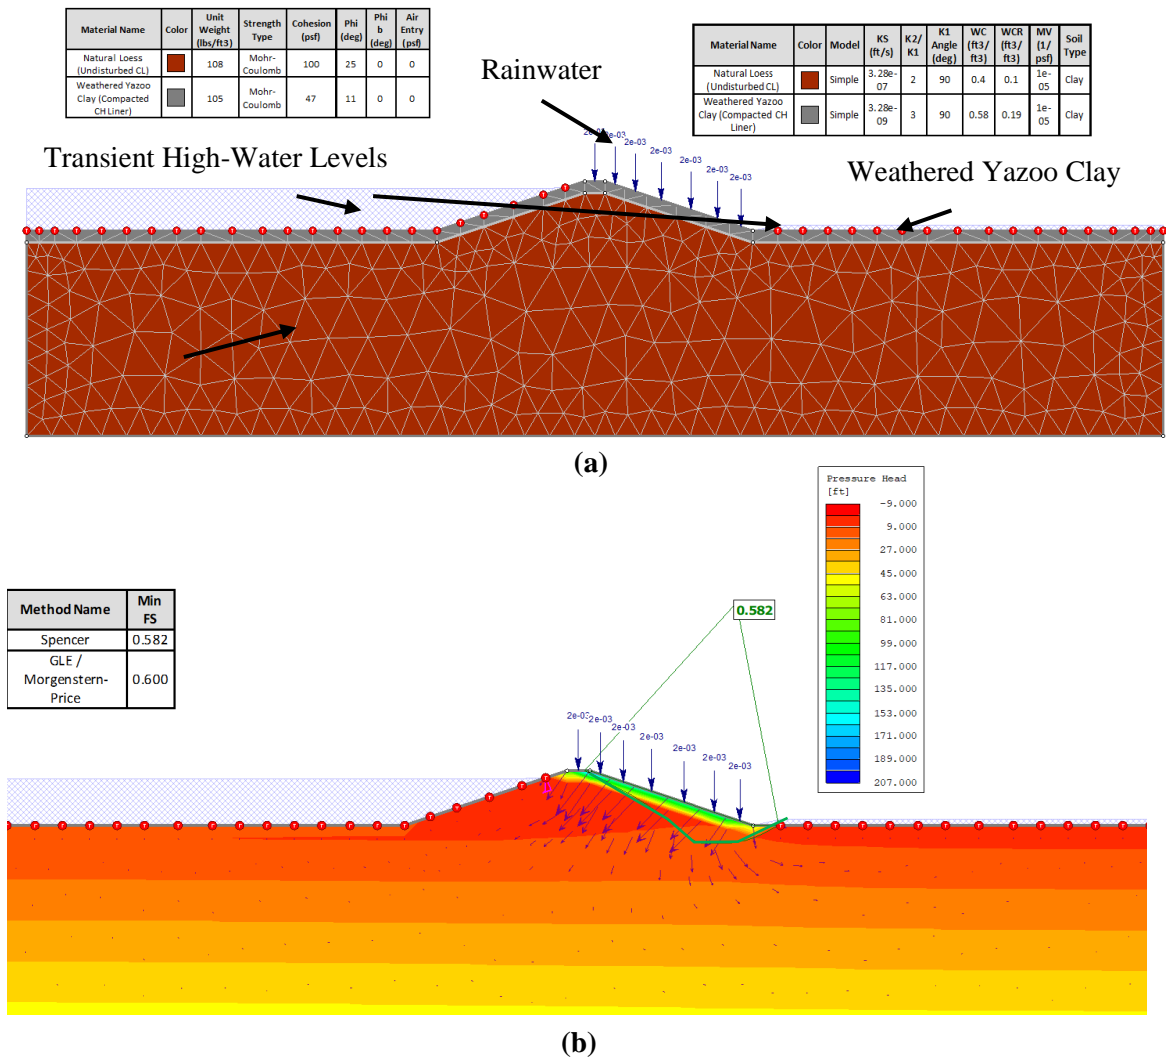 Material Name Color Unit Weight (lbs/ft3) Strength Type Cohesion (psf) Phi (deg) Phi b (deg) Air Entry (psf)
Natural Loess (Undisturbed CL) 108 Mohr-Coulomb 100 25 0 0
Weathered Yazoo Clay (Compacted CH Liner) 105 Mohr-Coulomb 47 11 0 0
Rainwater
Material Name Color Model KS (ft/s) K2/K1 K1 Angle (deg) WC (ft3/ft3) WCR (ft3/ft3) MV (1/psf) Soil Type
Natural Loess (Undisturbed CL) Simple 3.28e-07 2 90 0.4 0.1 1e-05 Clay
Weathered Yazoo Clay (Compacted CH Liner) Simple 3.28e-09 3 90 0.58 0.19 1e-05 Clay
Transient High-Water Levels
Weathered Yazoo Clay
2e-03 2e-03 2e-03 2e-03 2e-03 2e-03
(a)
Pressure Head
[ft]
-9.000
9.000
27.000
45.000
63.000
81.000
99.000
117.000
135.000
153.000
171.000
189.000
207.000
Method Name Min FS
Spencer 0.582
GLE / Morgenstern-Price 0.600
0.582
2e-03 2e-03 2e-03 2e-03 2e-03 2e-03
(b)